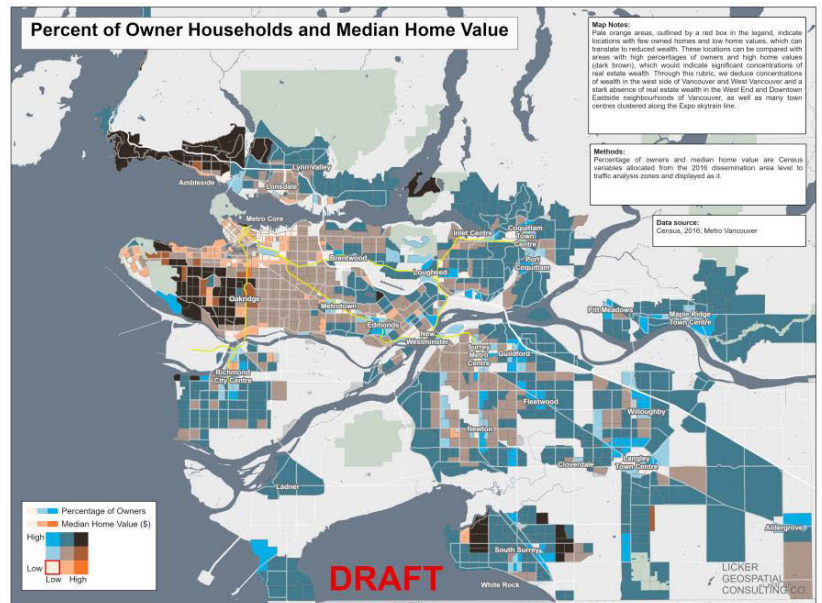 Percent of Owner Households and Median Home Value
Map Notes:
Pale orange areas, outlined by a red box in the legend, indicate
locations with few owned homes and low home values, which can
translate to reduced wealth. These locations can be compared with
areas with high percentages of owners and high home values
(dark brown), which would indicate significant concentrations of
real estate wealth. Through this rubric, we deduce concentrations
of wealth in the west side of Vancouver and West Vancouver and a
stark absence of real estate wealth in the West End and Downtown
Eastside neighbourhoods of Vancouver, as well as many town
centres clustered along the Expo skytrain line.
Methods:
Percentage of owners and median home value are Census
variables allocated from the 2016 dissemination area level to
traffic analysis zones and displayed as it.
Data source:
Census, 2016; Metro Vancouver
Lynn Valley
Ambleside
Lonsdale
Metro Core
Inlet Centre
Coquitlam
Town
Centre
Brentwood
Port
Coquitlam
Lougheed
Oakridge
Metrotown
Pitt Meadows
Maple Ridge
Town Centre
Edmonds
New
Westminster
Surrey
Metro
Centre
Guildford
Richmond
City Centre
Fleetwood
Willoughby
Newton
Cloverdale
Langley
Town Centre
Ladner
Aldergrove
South Surrey
White Rock
Percentage of Owners
Median Home Value ($)
High
Low
Low High
DRAFT
LICKER
GEOSPATIAL
CONSULTING CO.